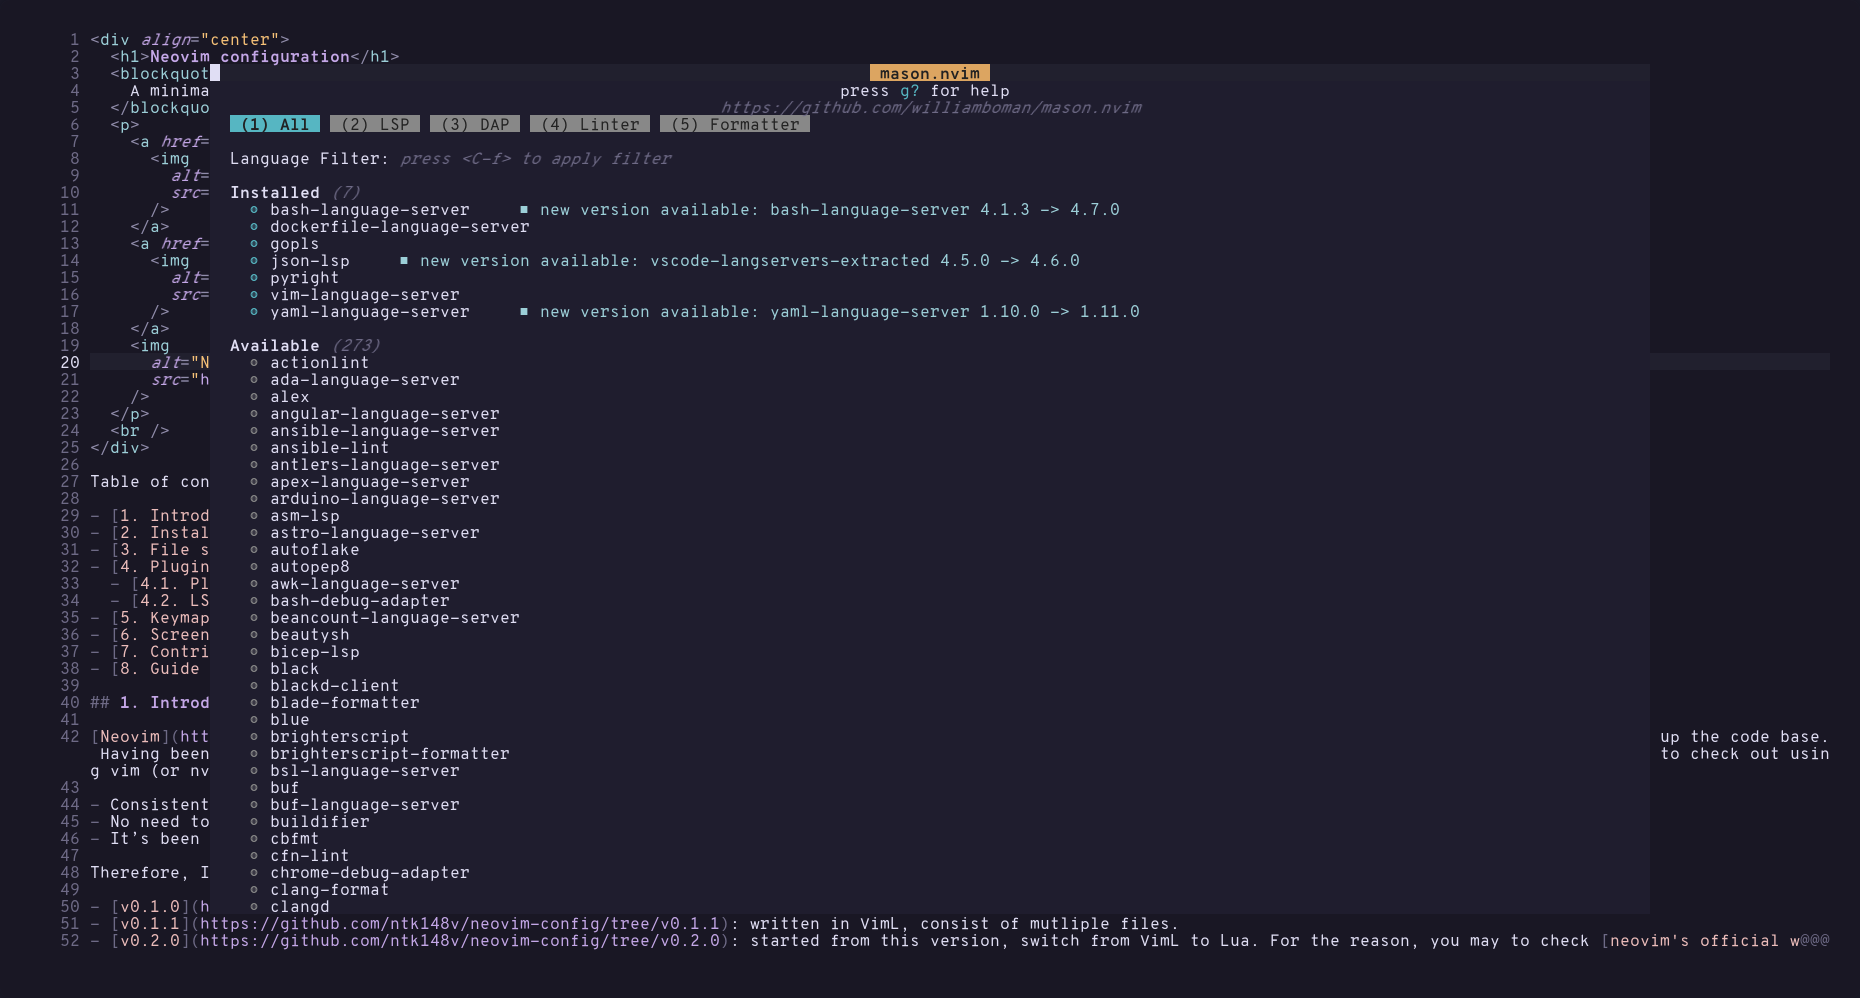 1 <div align="center">
2   <h1>Neovim configuration</h1>
3   <blockquot mason.nvim
4     A minima press g? for help
5   </blockquo https://github.com/williamboman/mason.nvim
6   <p> (1) All (2) LSP (3) DAP (4) Linter (5) Formatter
7     <a href=
8       <img Language Filter: press <C-f> to apply filter
9         alt=
10         src= Installed (7)
11       /> bash-language-server ■ new version available: bash-language-server 4.1.3 -> 4.7.0
12     </a> dockerfile-language-server
13     <a href= gopls
14       <img json-lsp ■ new version available: vscode-langservers-extracted 4.5.0 -> 4.6.0
15         alt= pyright
16         src= vim-language-server
17       /> yaml-language-server ■ new version available: yaml-language-server 1.10.0 -> 1.11.0
18     </a>
19     <img Available (273)
20       alt="N actionlint
21       src="h ada-language-server
22     /> alex
23   </p> angular-language-server
24   <br /> ansible-language-server
25 </div> ansible-lint
26 antlers-language-server
27 Table of con apex-language-server
28 arduino-language-server
29 - [1. Introd asm-lsp
30 - [2. Instal astro-language-server
31 - [3. File s autoflake
32 - [4. Plugin autopep8
33   - [4.1. Pl awk-language-server
34   - [4.2. LS bash-debug-adapter
35 - [5. Keymap beancount-language-server
36 - [6. Screen beautysh
37 - [7. Contri bicep-lsp
38 - [8. Guide black
39 blackd-client
40 ## 1. Introd blade-formatter
41 blue
42 [Neovim](htt brighterscript up the code base.
Having been brighterscript-formatter to check out usin
g vim (or nv bsl-language-server
43 buf
44 - Consistent buf-language-server
45 - No need to buildifier
46 - It’s been cbfmt
47 cfn-lint
48 Therefore, I chrome-debug-adapter
49 clang-format
50 - [v0.1.0](h clangd
51 - [v0.1.1](https://github.com/ntk148v/neovim-config/tree/v0.1.1): written in VimL, consist of mutliple files.
52 - [v0.2.0](https://github.com/ntk148v/neovim-config/tree/v0.2.0): started from this version, switch from VimL to Lua. For the reason, you may to check [neovim's official w@@@